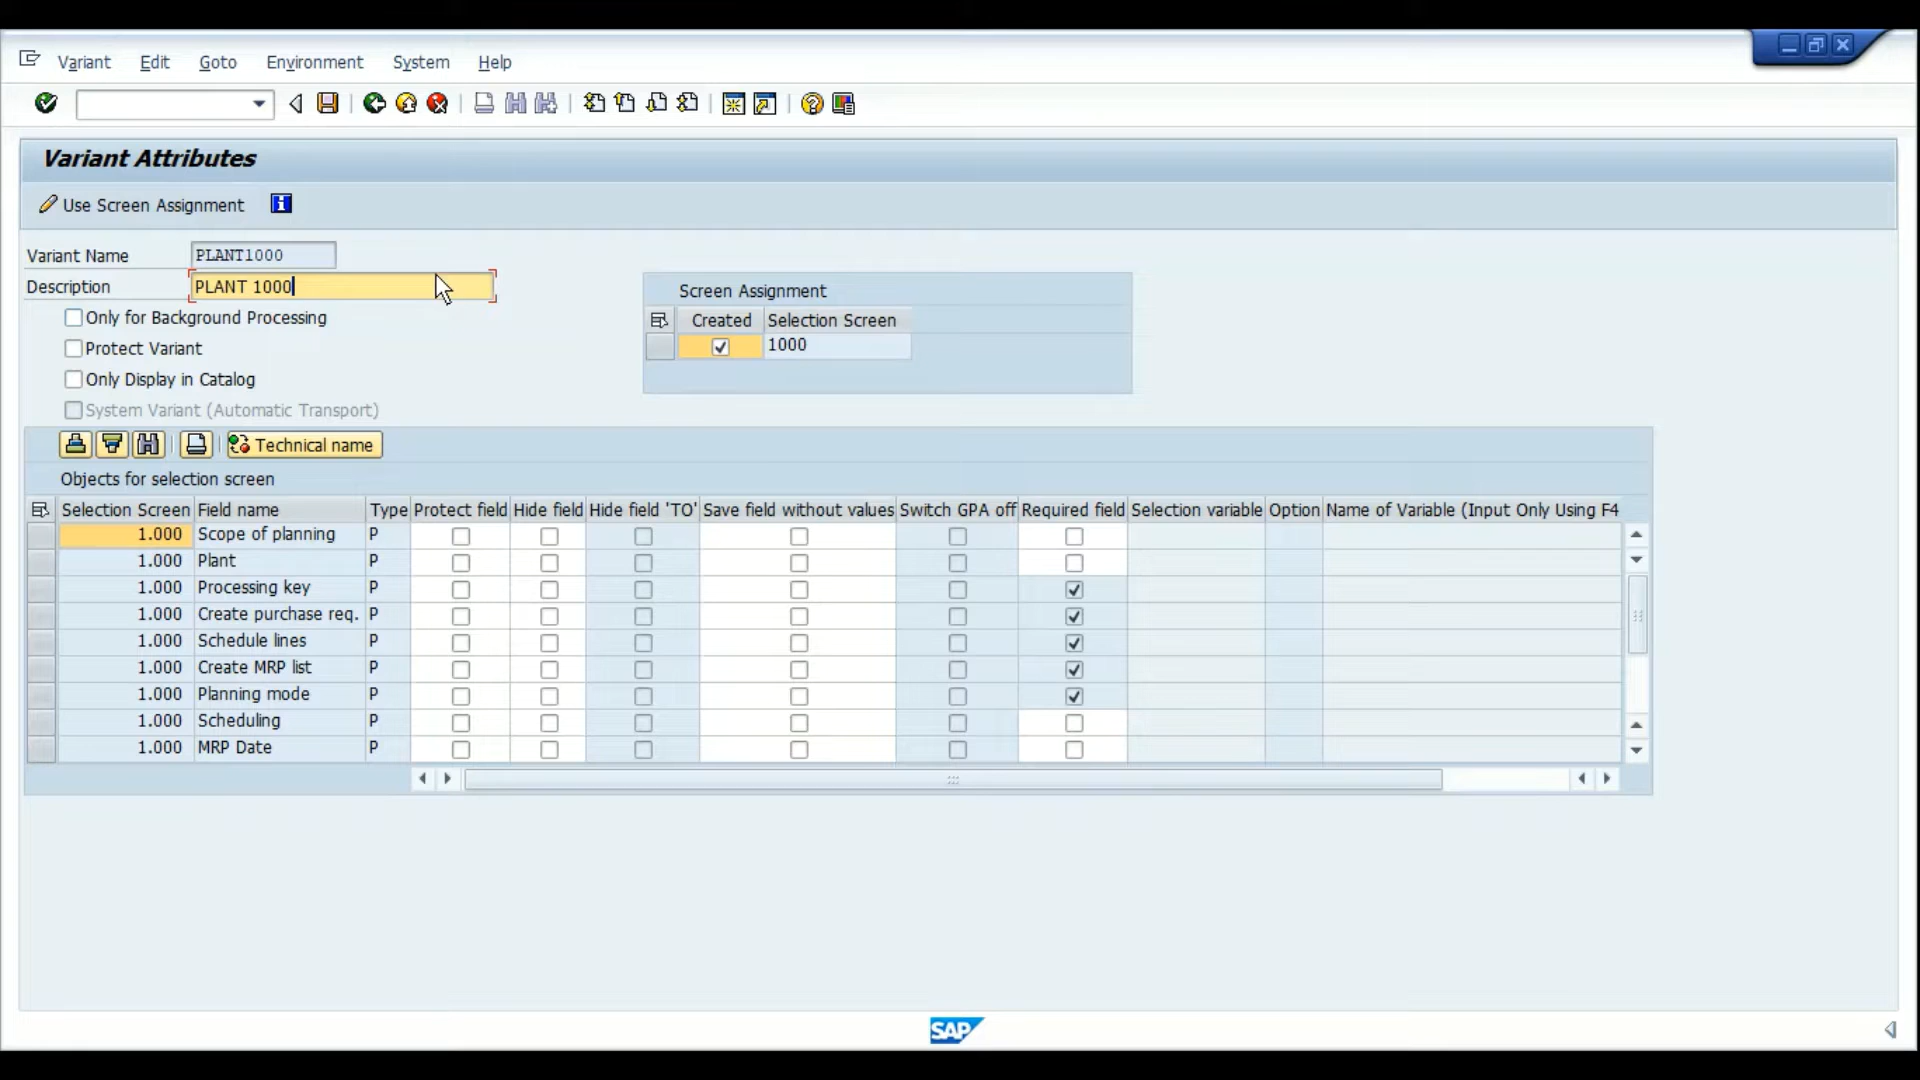 Variant Edit Goto Environment System Help
Variant Attributes
Use Screen Assignment
Variant Name PLANT1000
Description PLANT 1000
Only for Background Processing
Protect Variant
Only Display in Catalog
System Variant (Automatic Transport)
Screen Assignment
Created Selection Screen
1000
Technical name
Objects for selection screen
Selection Screen Field name Type Protect field Hide field Hide field 'TO' Save field without values Switch GPA off Required field Selection variable Option Name of Variable (Input Only Using F4
1.000 Scope of planning P
1.000 Plant P
1.000 Processing key P
1.000 Create purchase req. P
1.000 Schedule lines P
1.000 Create MRP list P
1.000 Planning mode P
1.000 Scheduling P
1.000 MRP Date P
SAP